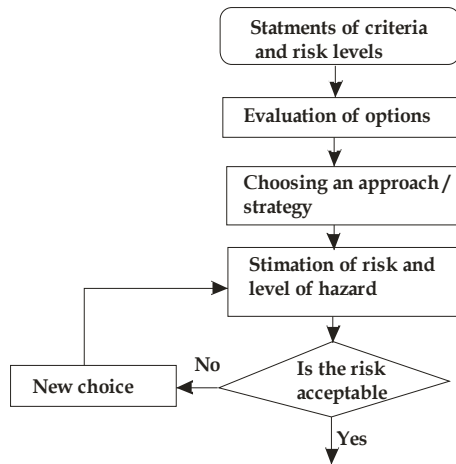 Statments of criteria
and risk levels
Evaluation of options
Choosing an approach/
strategy
Stimation of risk and
level of hazard
No
Is the risk
acceptable
New choice
Yes